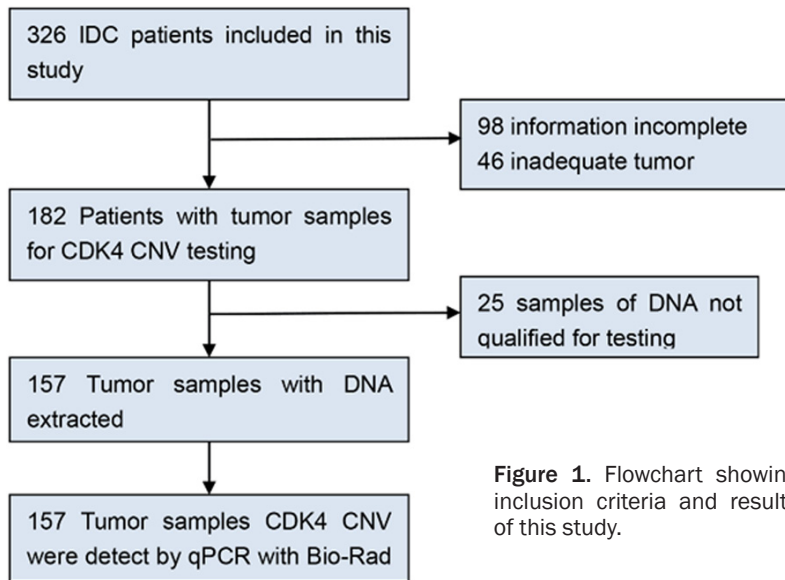 326 IDC patients included in this
study
98 information incomplete
46 inadequate tumor
182 Patients with tumor samples
for CDK4 CNV testing
25 samples of DNA not
qualified for testing
157 Tumor samples with DNA
extracted
157 Tumor samples CDK4 CNV
were detect by qPCR with Bio-Rad
Figure 1. Flowchart showin
inclusion criteria and result
of this study.